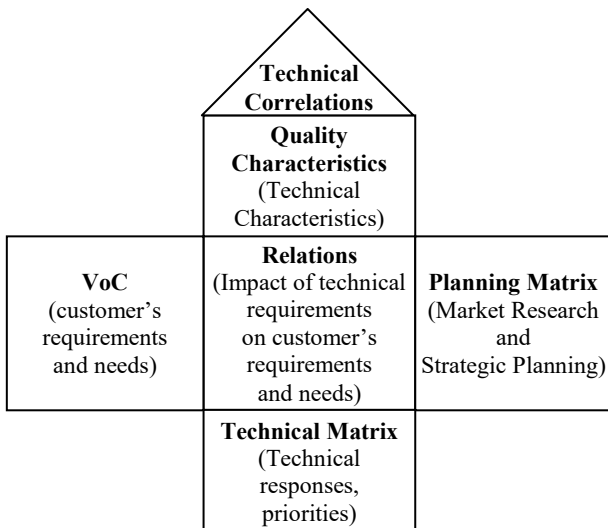 Technical
Correlations
Quality
Characteristics
(Technical
Characteristics)
VoC
(customer's
requirements
and needs)
Relations
(Impact of technical
requirements
on customer's
requirements
and needs)
Planning Matrix
(Market Research
and
Strategic Planning)
Technical Matrix
(Technical
responses,
priorities)